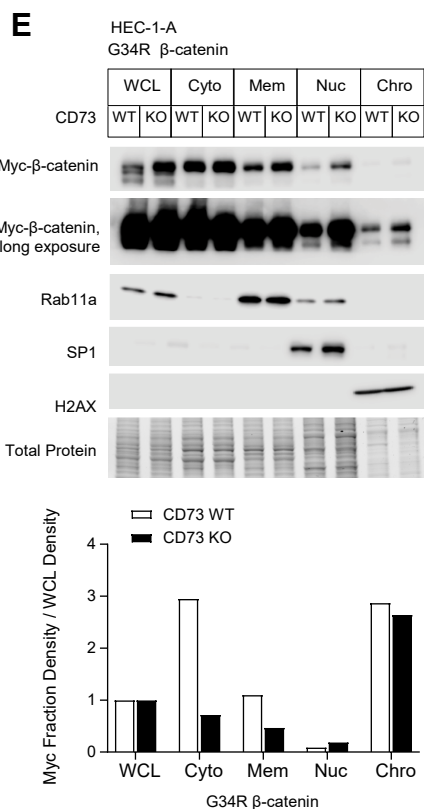 E
HEC-1-A
G34R β-catenin
WCL Cyto Mem Nuc Chro
CD73 WT KO WT KO WT KO WT KO WT KO
Myc-β-catenin
Myc-β-catenin,
long exposure
Rab11a
SP1
H2AX
Total Protein
CD73 WT
CD73 KO
Myc Fraction Density / WCL Density
4
3
2
1
0
WCL Cyto Mem Nuc Chro
G34R β-catenin